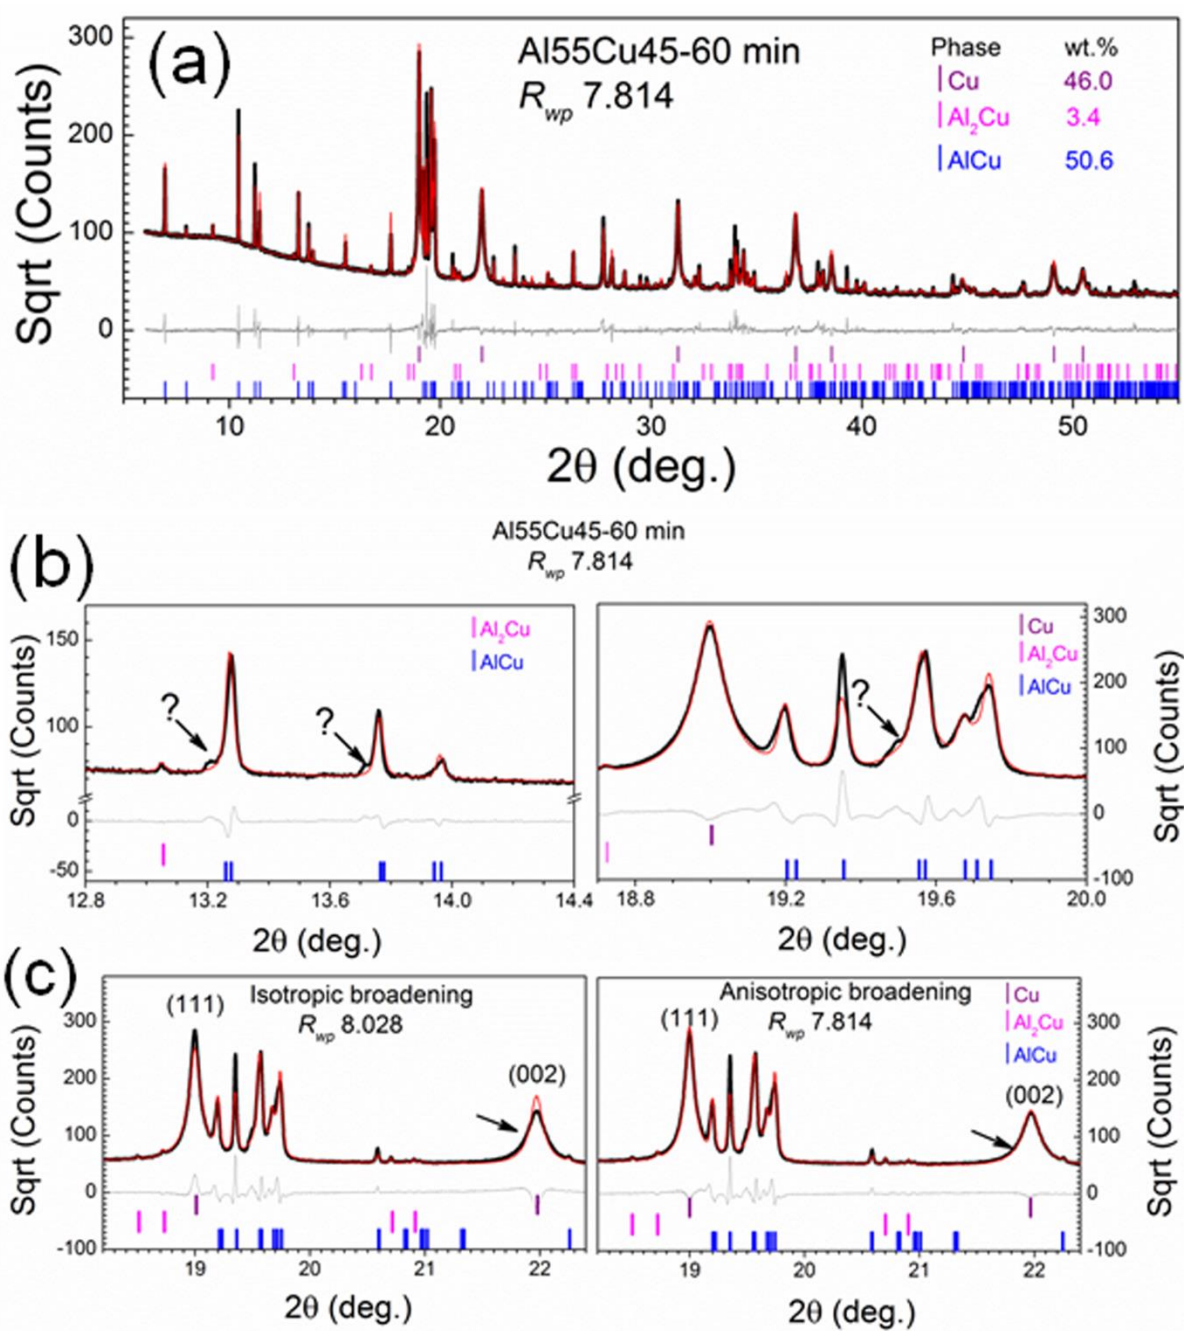 (a)
Al55Cu45-60 min
Rwp 7.814
Phase wt.%
Cu 46.0
Al2Cu 3.4
AlCu 50.6
Sqrt (Counts)
300
200
100
0
10 20 30 40 50
2θ (deg.)
(b)
Al55Cu45-60 min
Rwp 7.814
Al2Cu
AlCu
?
?
Sqrt (Counts)
150
100
0
-50
12.8 13.2 13.6 14.0 14.4
2θ (deg.)
Cu
Al2Cu
AlCu
?
300
200
100
0
-100
Sqrt (Counts)
18.8 19.2 19.6 20.0
2θ (deg.)
(c)
Isotropic broadening
Rwp 8.028
(111)
(002)
Sqrt (Counts)
300
200
100
0
-100
19 20 21 22
2θ (deg.)
Anisotropic broadening
Rwp 7.814
(111)
Cu
Al2Cu
AlCu
(002)
300
200
100
0
-100
Sqrt (Counts)
19 20 21 22
2θ (deg.)